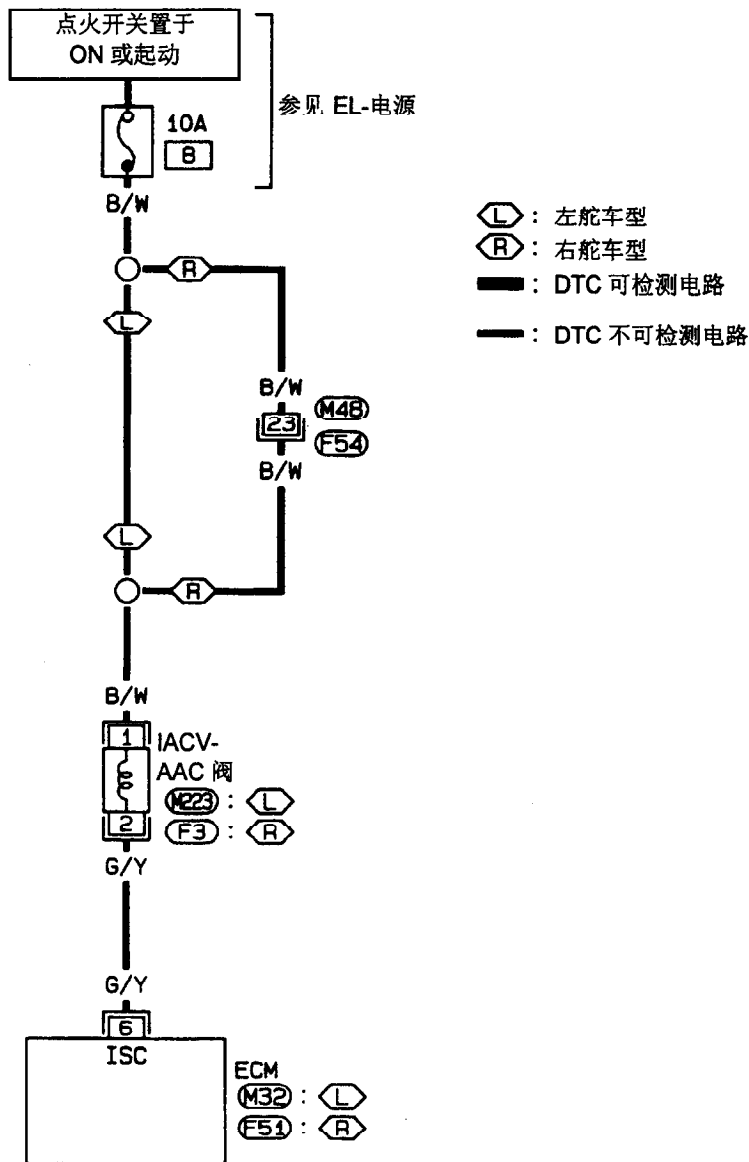 点火开关置于
ON 或起动
参见 EL-电源
10A
8
B/W
L : 左舵车型
R : 右舵车型
: DTC 可检测电路
: DTC 不可检测电路
R
L
B/W
23
M48
F54
B/W
L
R
B/W
1
IACV-
AAC 阀
M223 : L
2
F3 : R
G/Y
G/Y
6
ISC
ECM
M32 : L
F51 : R